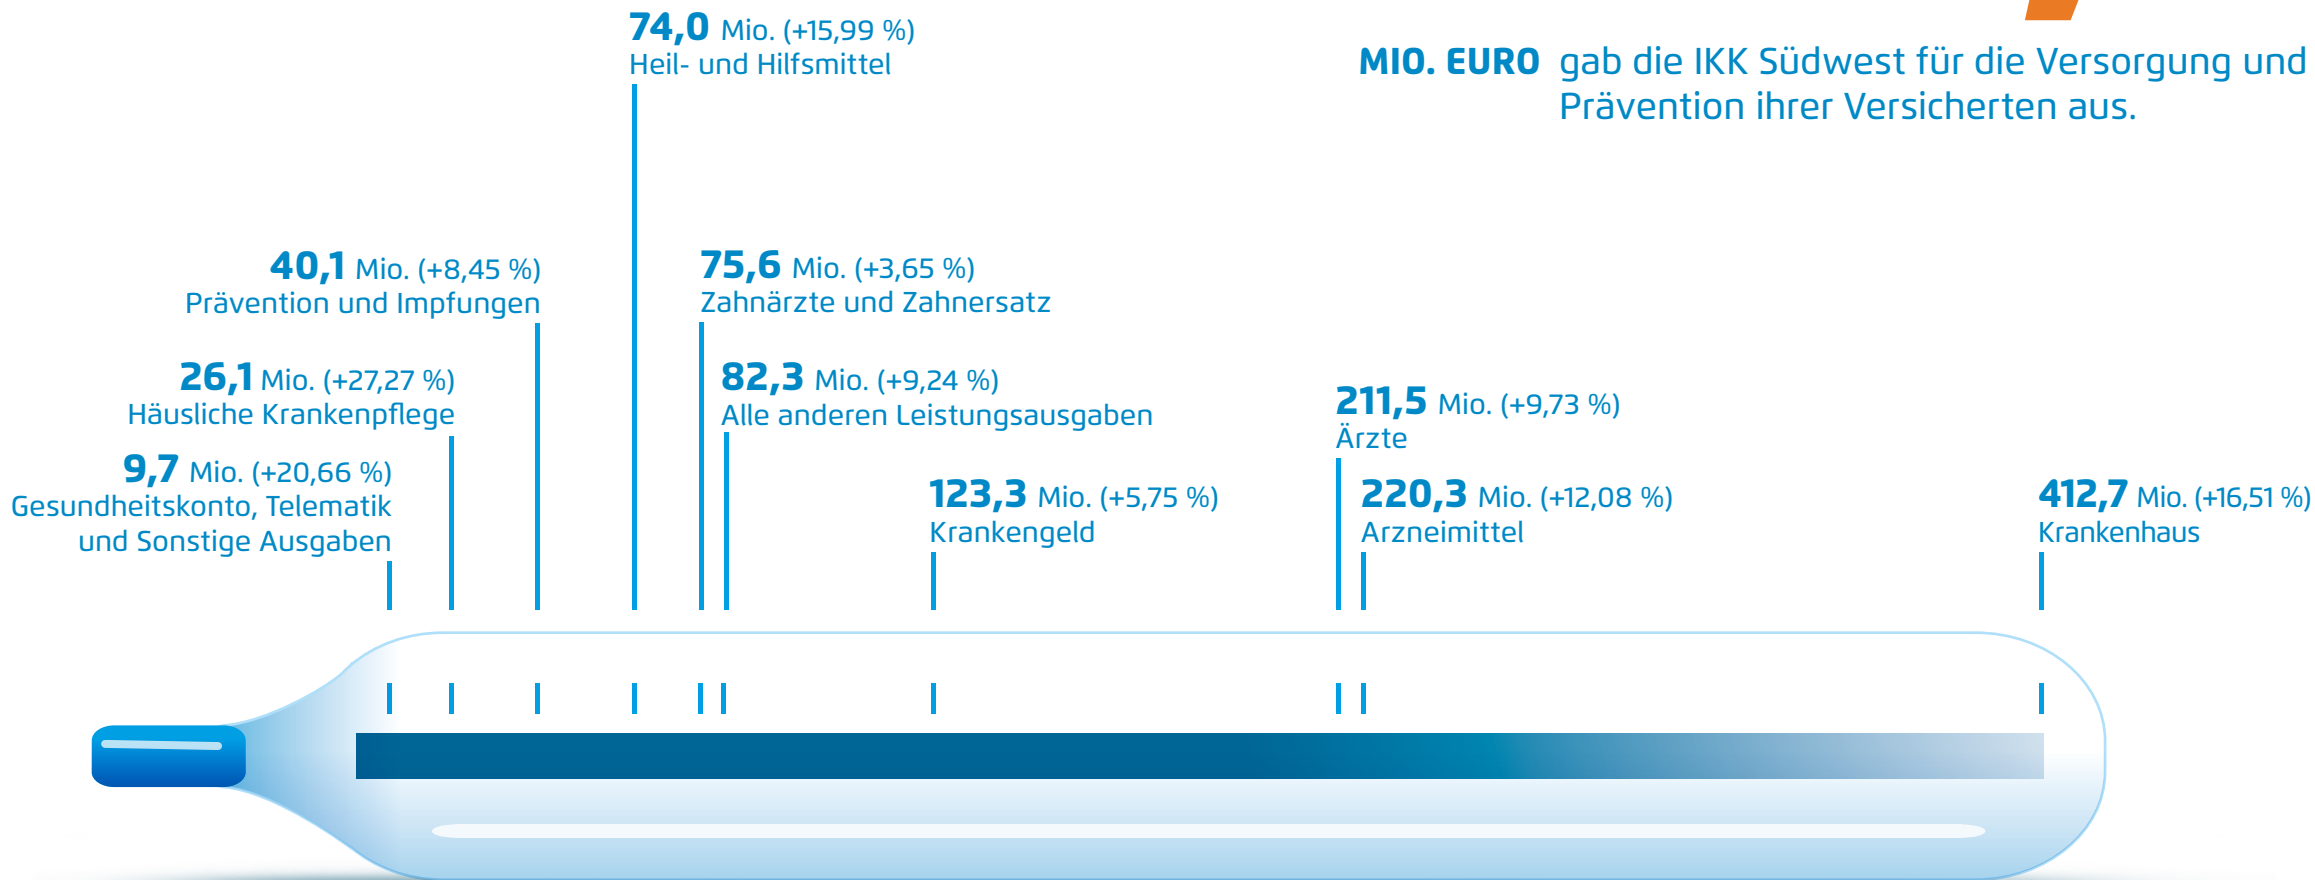 74,0 Mio. (+15,99 %)
Heil- und Hilfsmittel
MIO. EURO gab die IKK Südwest für die Versorgung und
Prävention ihrer Versicherten aus.
40,1 Mio. (+8,45 %)
Prävention und Impfungen
75,6 Mio. (+3,65 %)
Zahnärzte und Zahnersatz
26,1 Mio. (+27,27 %)
Häusliche Krankenpflege
82,3 Mio. (+9,24 %)
Alle anderen Leistungsausgaben
211,5 Mio. (+9,73 %)
Ärzte
9,7 Mio. (+20,66 %)
Gesundheitskonto, Telematik
und Sonstige Ausgaben
123,3 Mio. (+5,75 %)
Krankengeld
220,3 Mio. (+12,08 %)
Arzneimittel
412,7 Mio. (+16,51 %)
Krankenhaus